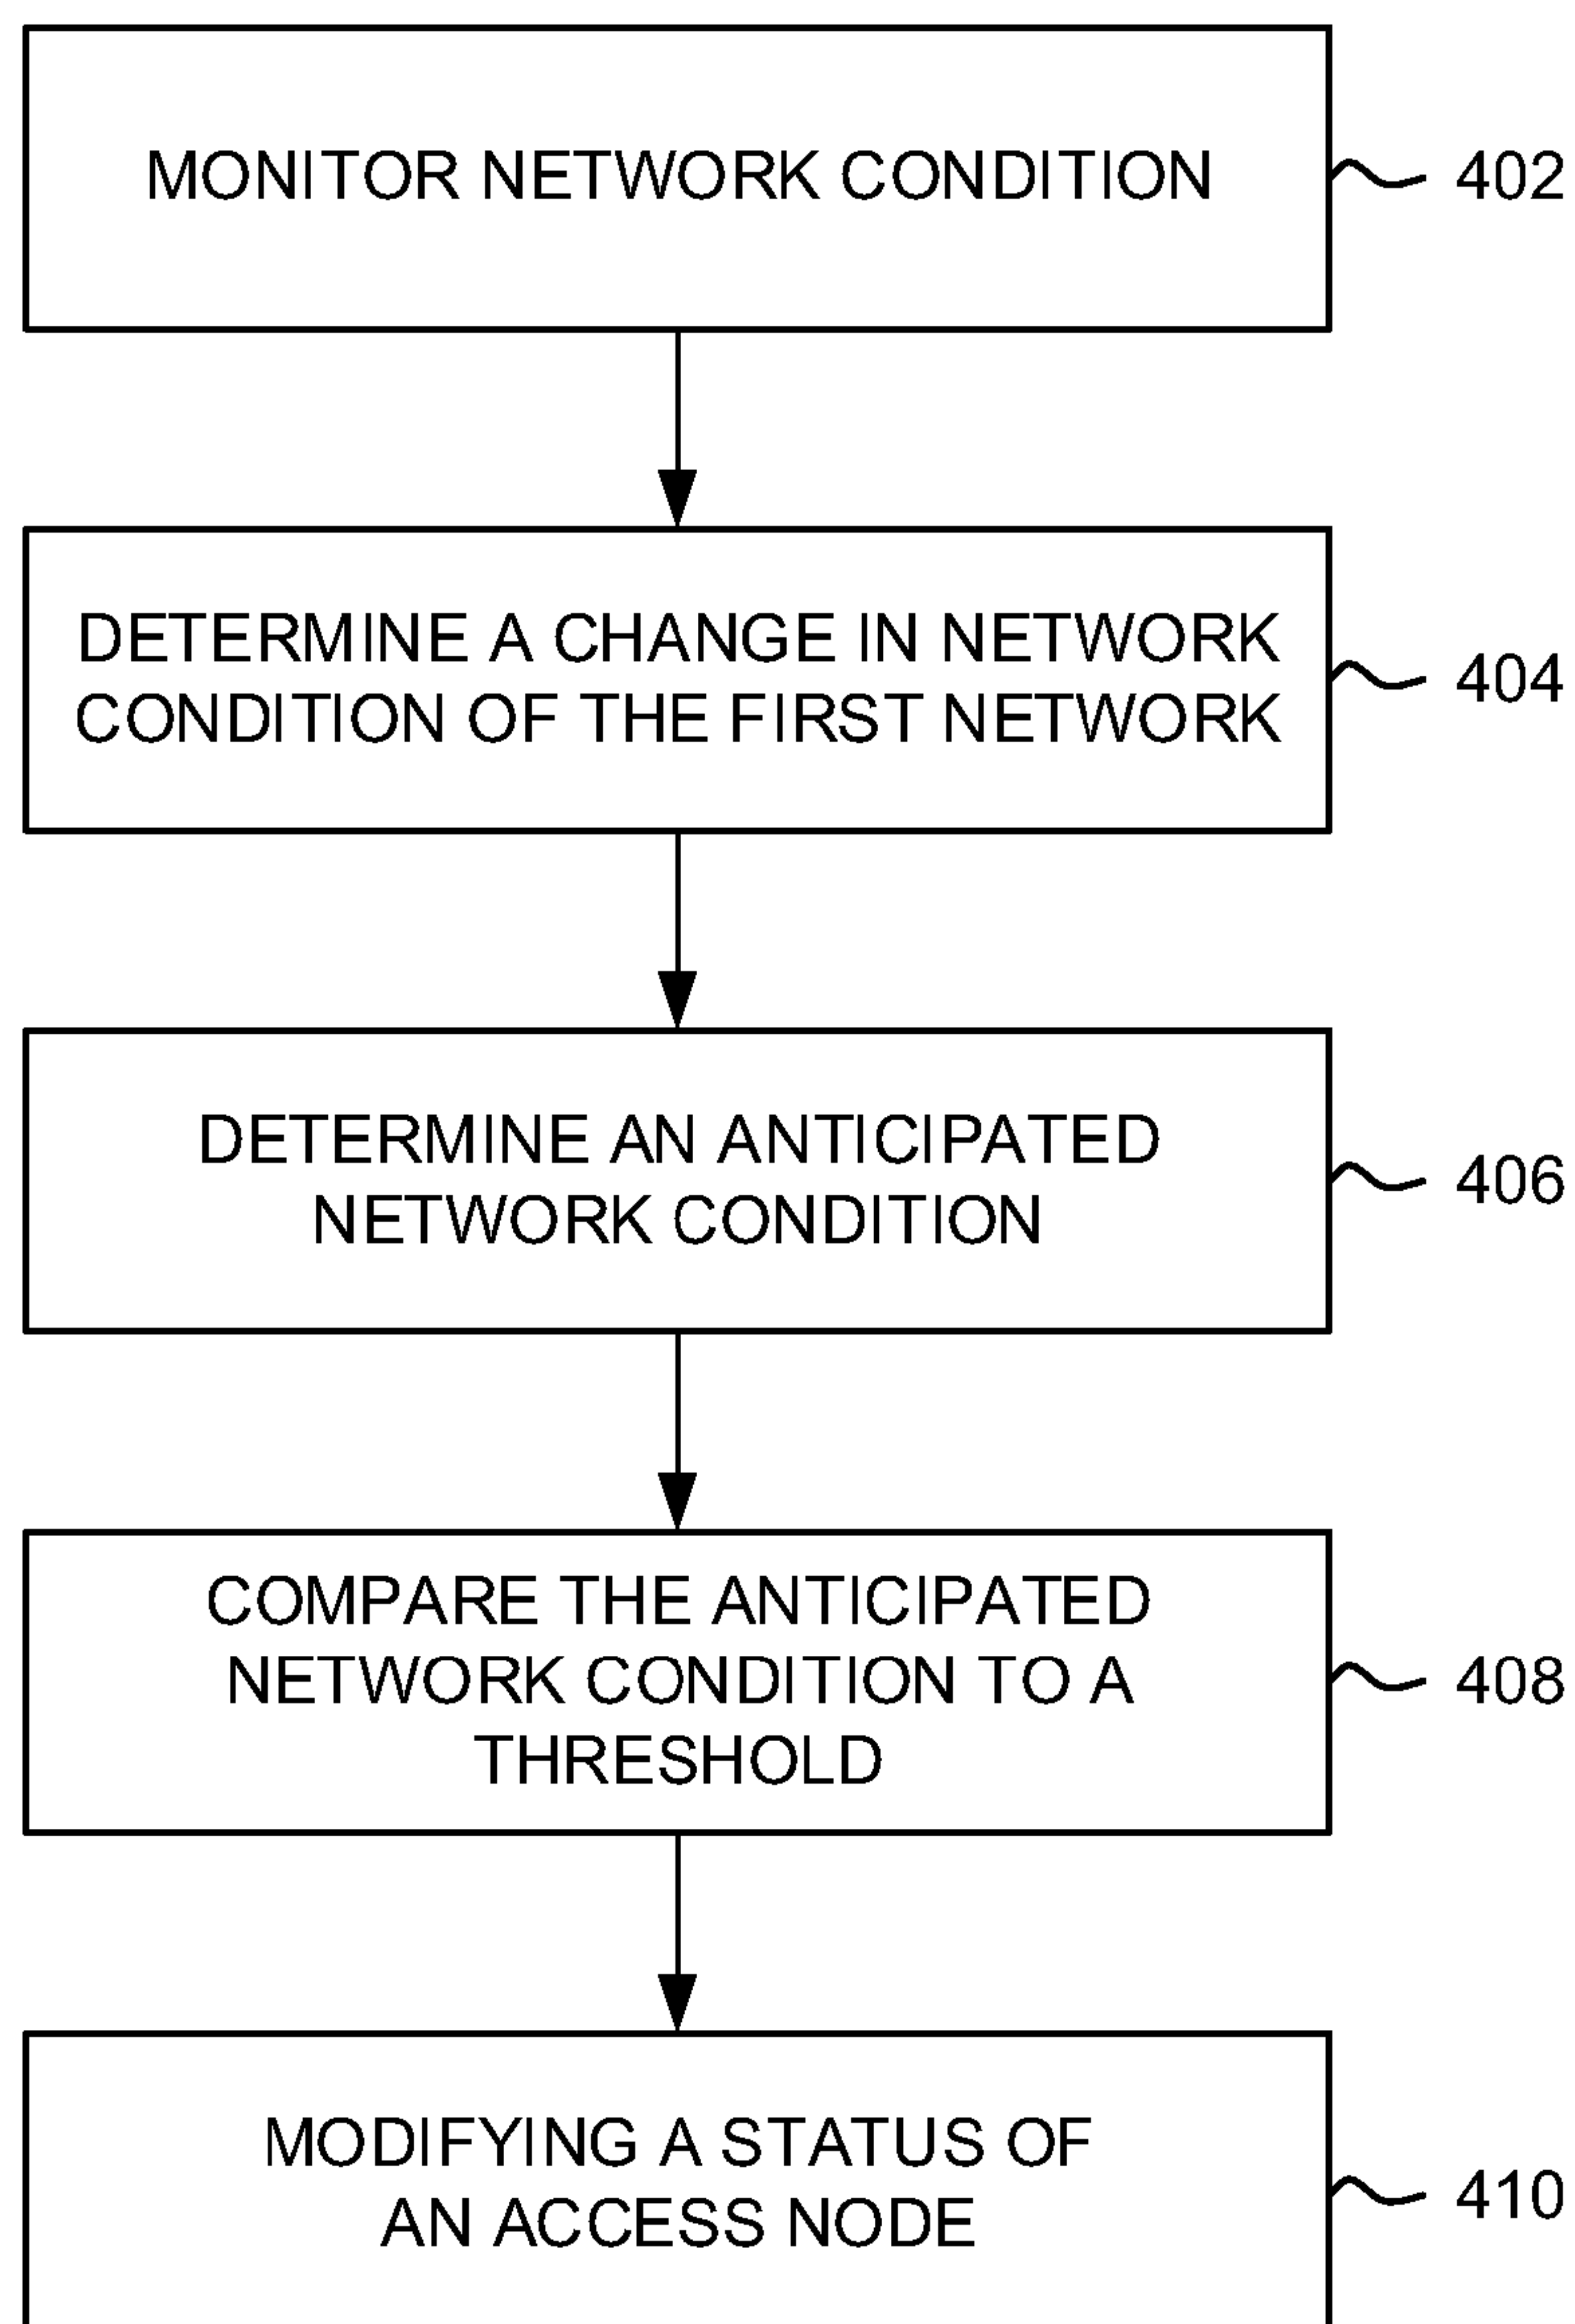 MONITOR NETWORK CONDITION
402
DETERMINE A CHANGE IN NETWORK
CONDITION OF THE FIRST NETWORK
404
DETERMINE AN ANTICIPATED
NETWORK CONDITION
406
COMPARE THE ANTICIPATED
NETWORK CONDITION TO A
THRESHOLD
408
MODIFYING A STATUS OF
AN ACCESS NODE
410